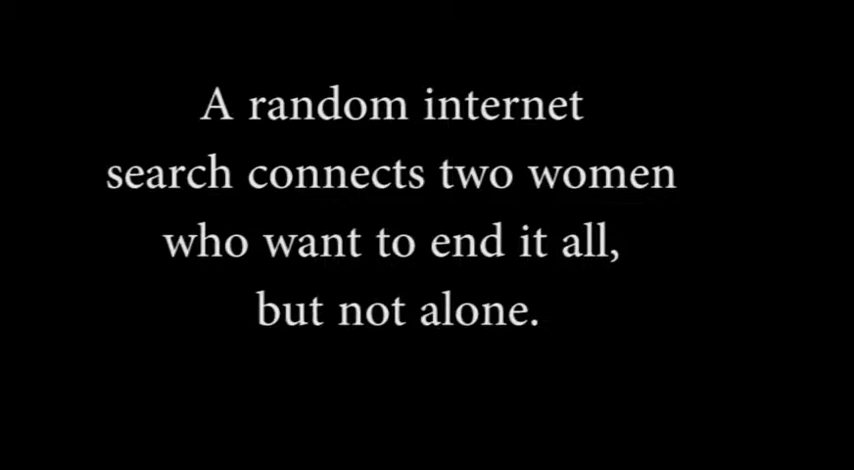 A random internet
search connects two women
who want to end it all,
but not alone.